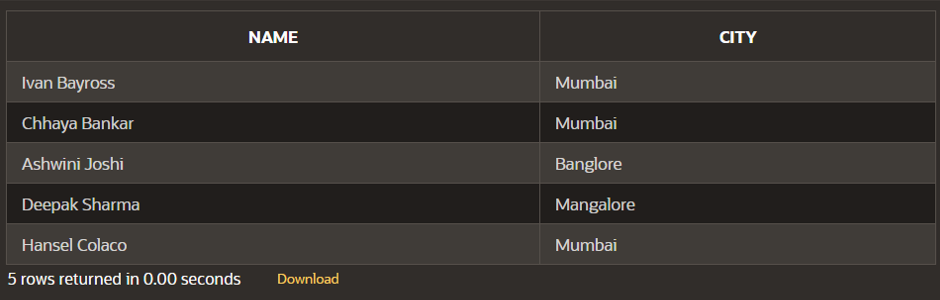 NAME CITY
Ivan Bayross Mumbai
Chhaya Bankar Mumbai
Ashwini Joshi Banglore
Deepak Sharma Mangalore
Hansel Colaco Mumbai
5 rows returned in 0.00 seconds Download